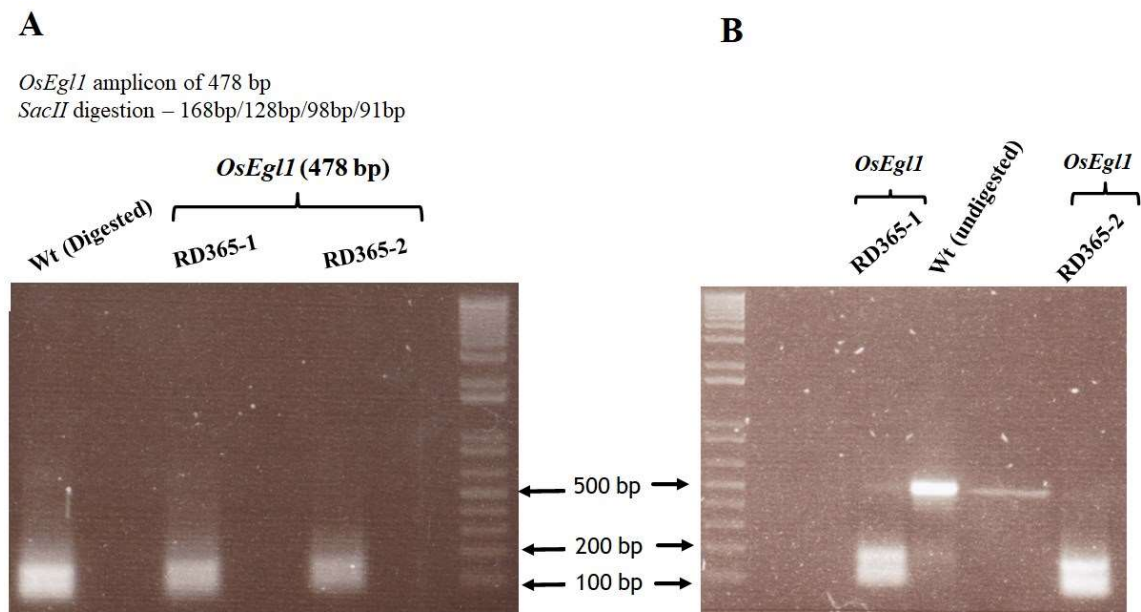 A
B
OsEgl1 amplicon of 478 bp
SacII digestion – 168bp/128bp/98bp/91bp
OsEgl1 (478 bp)
Wt (Digested)
RD365-1
RD365-2
OsEgl1
OsEgl1
RD365-1
Wt (undigested)
RD365-2
500 bp
200 bp
100 bp